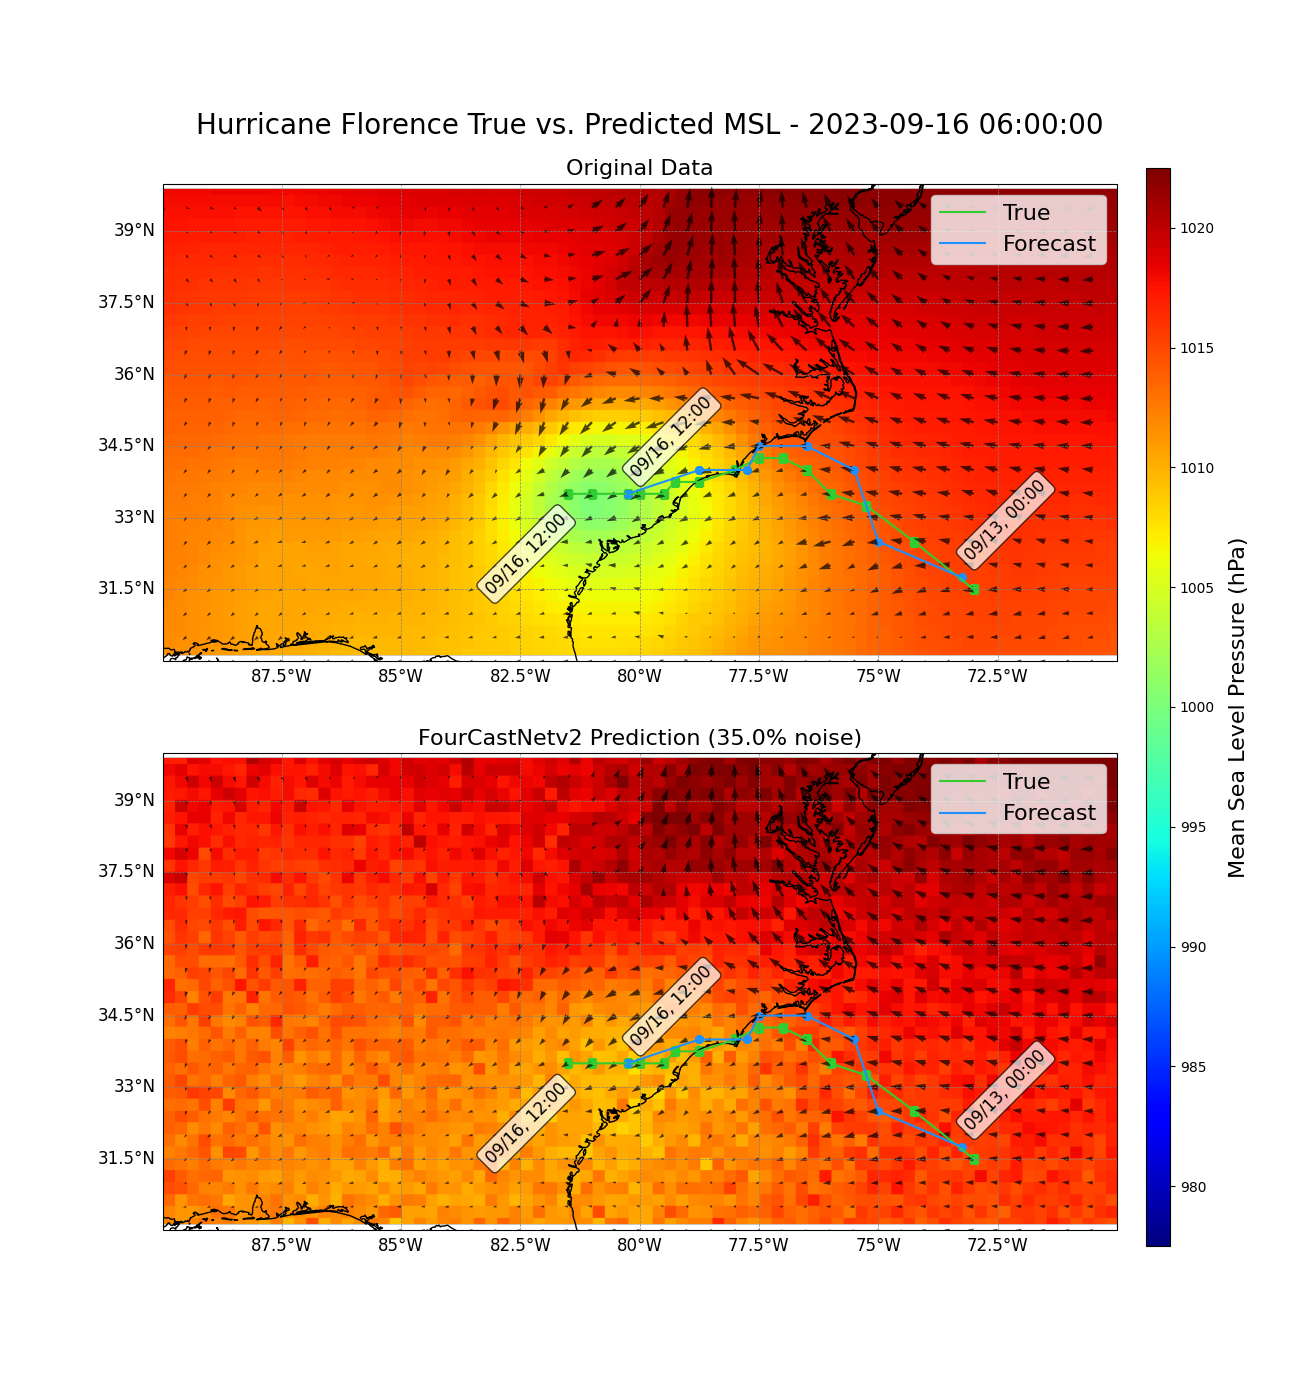 Hurricane Florence True vs. Predicted MSL - 2023-09-16 06:00:00
Original Data
True
Forecast
39°N
37.5°N
36°N
34.5°N
33°N
31.5°N
09/16, 12:00
09/16, 12:00
09/13, 00:00
87.5°W 85°W 82.5°W 80°W 77.5°W 75°W 72.5°W
FourCastNetv2 Prediction (35.0% noise)
True
Forecast
39°N
37.5°N
36°N
34.5°N
33°N
31.5°N
09/16, 12:00
09/16, 12:00
09/13, 00:00
87.5°W 85°W 82.5°W 80°W 77.5°W 75°W 72.5°W
1020
1015
1010
1005
1000
995
990
985
980
Mean Sea Level Pressure (hPa)